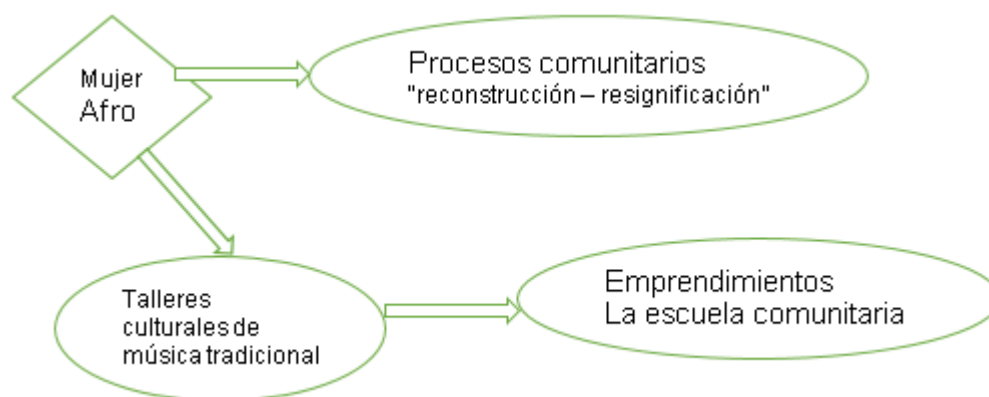 Mujer
Afro
Procesos comunitarios
"reconstrucción – resignificación"
Talleres
culturales de
música tradicional
Emprendimientos
La escuela comunitaria